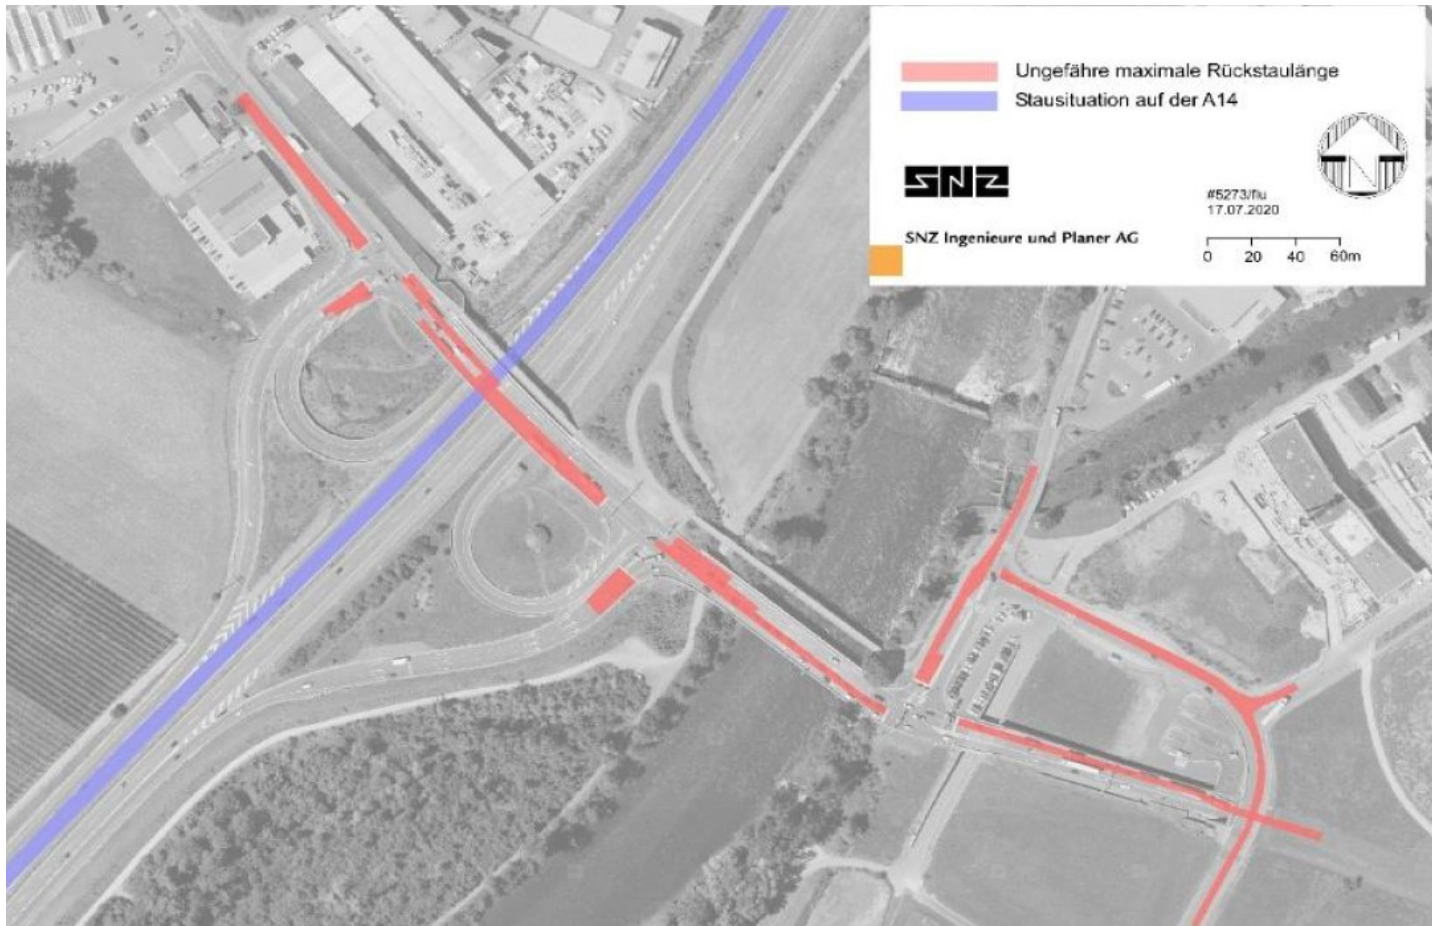 Ungefähre maximale Rückstaulänge
Stausituation auf der A14
SNZ
#5273/flu
17.07.2020
SNZ Ingenieure und Planer AG
0 20 40 60m
N